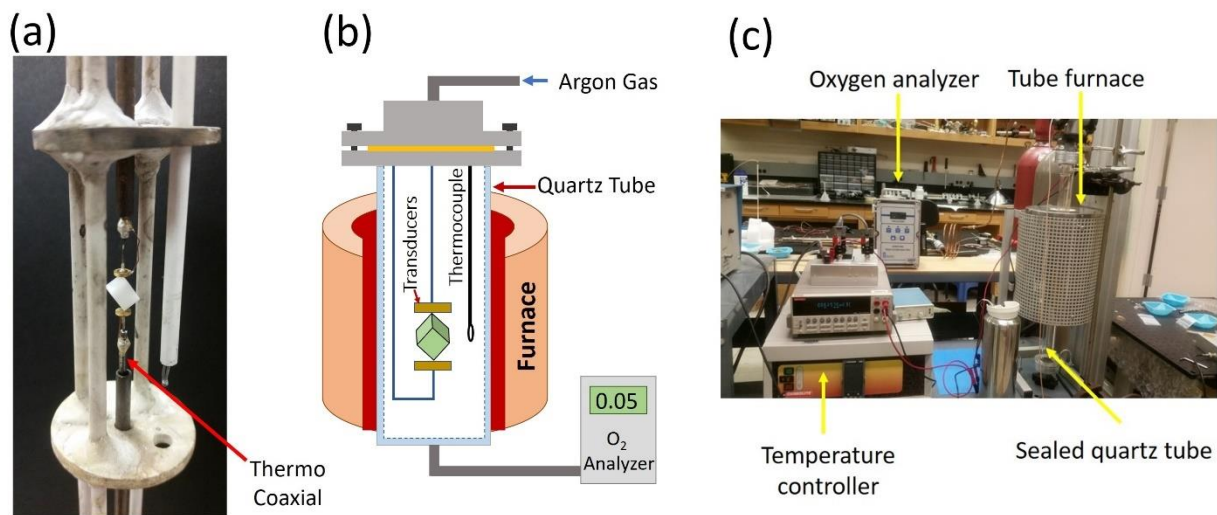 (a)
Thermo
Coaxial
(b)
Argon Gas
Quartz Tube
Transducers
Thermocouple
Furnace
0.05
O₂
Analyzer
(c)
Oxygen analyzer
Tube furnace
Temperature
controller
Sealed quartz tube